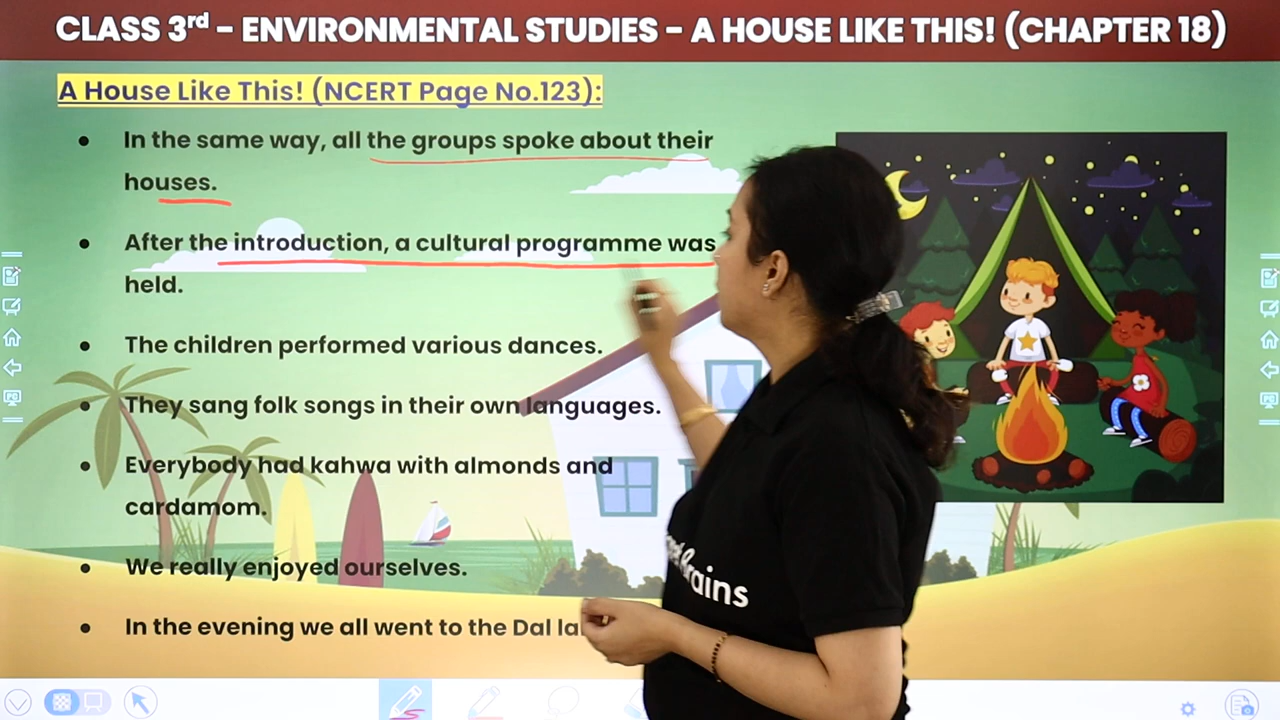 CLASS 3rd – ENVIRONMENTAL STUDIES – A HOUSE LIKE THIS! (CHAPTER 18)
A House Like This! (NCERT Page No.123):
● In the same way, all the groups spoke about their
houses.
● After the introduction, a cultural programme was
held.
● The children performed various dances.
● They sang folk songs in their own languages.
● Everybody had kahwa with almonds and
cardamom.
● We really enjoyed ourselves.
● In the evening we all went to the Dal